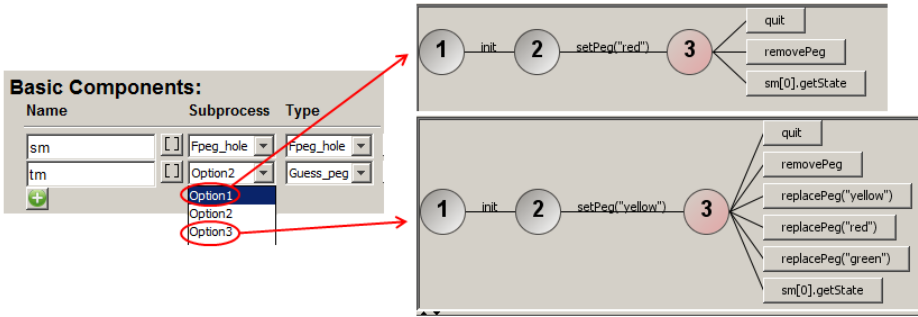 Basic Components:
Name Subprocess Type
sm [] Fpeg_hole Fpeg_hole
tm [] Option2 Guess_peg
Option1
Option2
Option3
1 init 2 setPeg("red") 3
quit
removePeg
sm[0].getState
1 init 2 setPeg("yellow") 3
quit
removePeg
replacePeg("yellow")
replacePeg("red")
replacePeg("green")
sm[0].getState